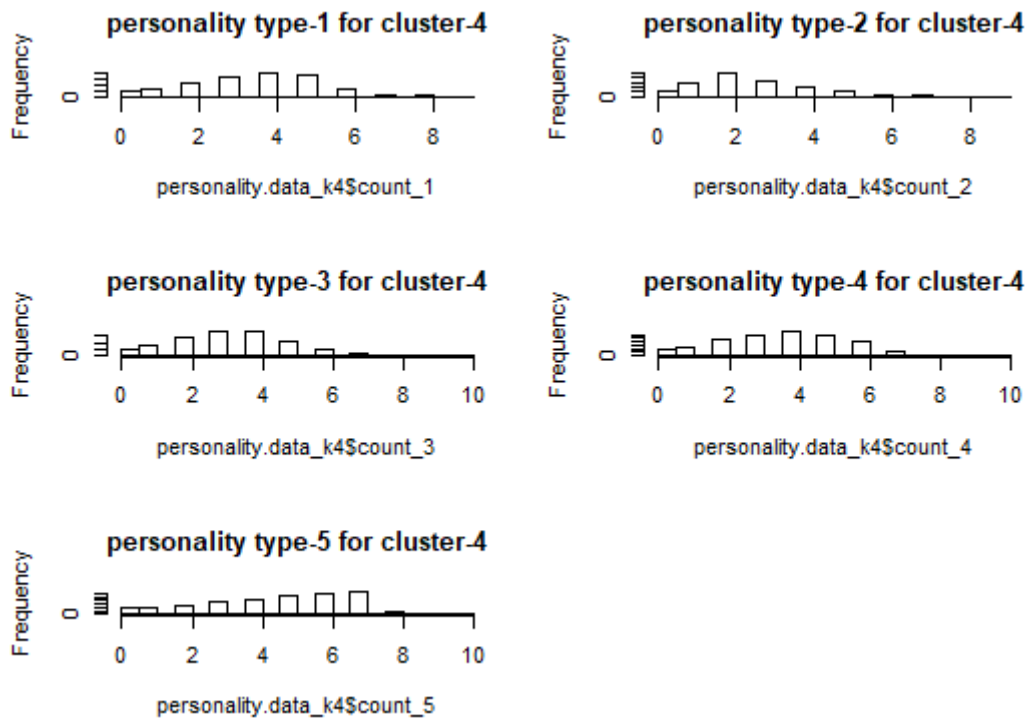 personality type-1 for cluster-4
Frequency
0
0 2 4 6 8
personality.data_k4$count_1
personality type-2 for cluster-4
Frequency
0
0 2 4 6 8
personality.data_k4$count_2
personality type-3 for cluster-4
Frequency
0
0 2 4 6 8 10
personality.data_k4$count_3
personality type-4 for cluster-4
Frequency
0
0 2 4 6 8 10
personality.data_k4$count_4
personality type-5 for cluster-4
Frequency
0
0 2 4 6 8 10
personality.data_k4$count_5